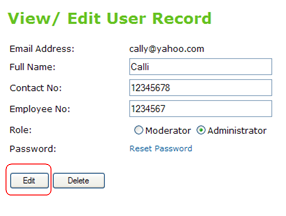 View/ Edit User Record
Email Address: cally@yahoo.com
Full Name: Calli
Contact No: 12345678
Employee No: 1234567
Role: Moderator Administrator
Password: Reset Password
Edit Delete